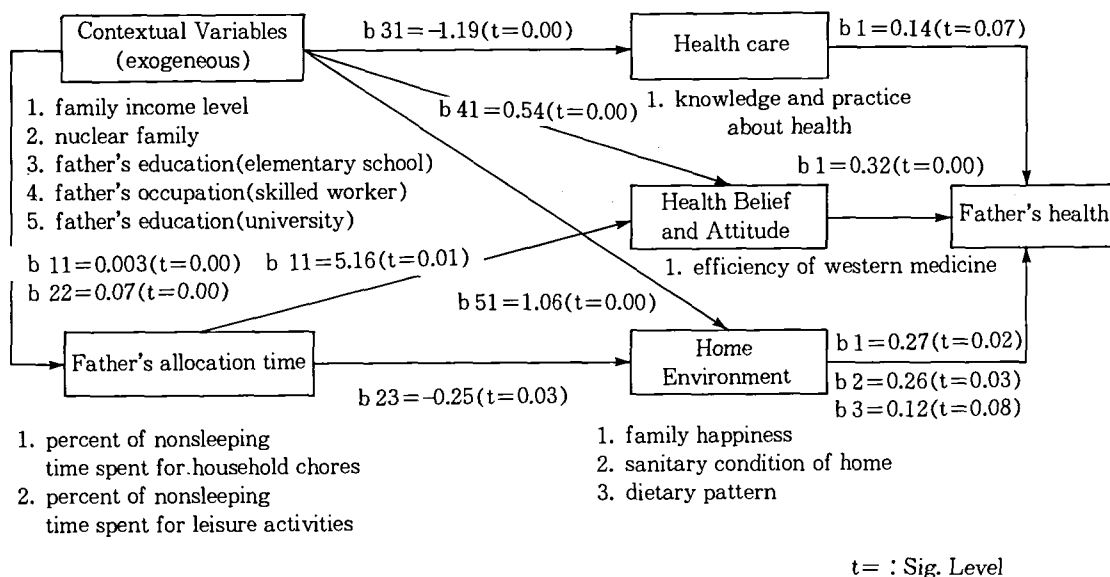 Contextual Variables
(exogeneous)
b 31=-1.19(t=0.00)
Health care
b 1=0.14(t=0.07)
1. family income level
2. nuclear family
3. father's education(elementary school)
4. father's occupation(skilled worker)
5. father's education(university)
b 41=0.54(t=0.00)
1. knowledge and practice
about health
b 1=0.32(t=0.00)
Health Belief
and Attitude
Father's health
b 11=0.003(t=0.00)
b 22=0.07(t=0.00)
b 11=5.16(t=0.01)
1. efficiency of western medicine
b 51=1.06(t=0.00)
Father's allocation time
Home
Environment
b 1=0.27(t=0.02)
b 2=0.26(t=0.03)
b 3=0.12(t=0.08)
b 23=-0.25(t=0.03)
1. percent of nonsleeping
time spent for household chores
2. percent of nonsleeping
time spent for leisure activities
1. family happiness
2. sanitary condition of home
3. dietary pattern
t= : Sig. Level